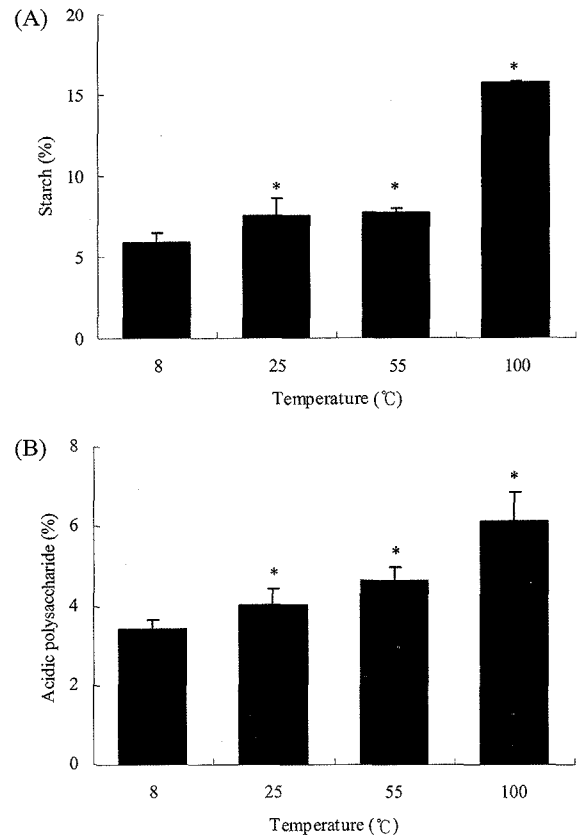 (A)
20
15
10
5
0
Starch (%)
*
*
*
8 25 55 100
Temperature (℃)
(B)
8
6
4
2
0
Acidic polysaccharide (%)
*
*
*
8 25 55 100
Temperature (℃)